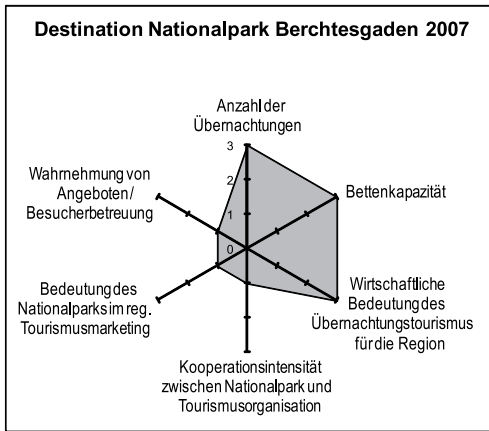 Destination Nationalpark Berchtesgaden 2007
Anzahl der
Übernachtungen
3
2
1
0
Bettenkapazität
Wirtschaftliche
Bedeutung des
Übernachtungstourismus
für die Region
Kooperationsintensität
zwischen Nationalpark und
Tourismusorganisation
Bedeutung des
Nationalparks im reg.
Tourismusmarketing
Wahrnehmung von
Angeboten /
Besucherbetreuung